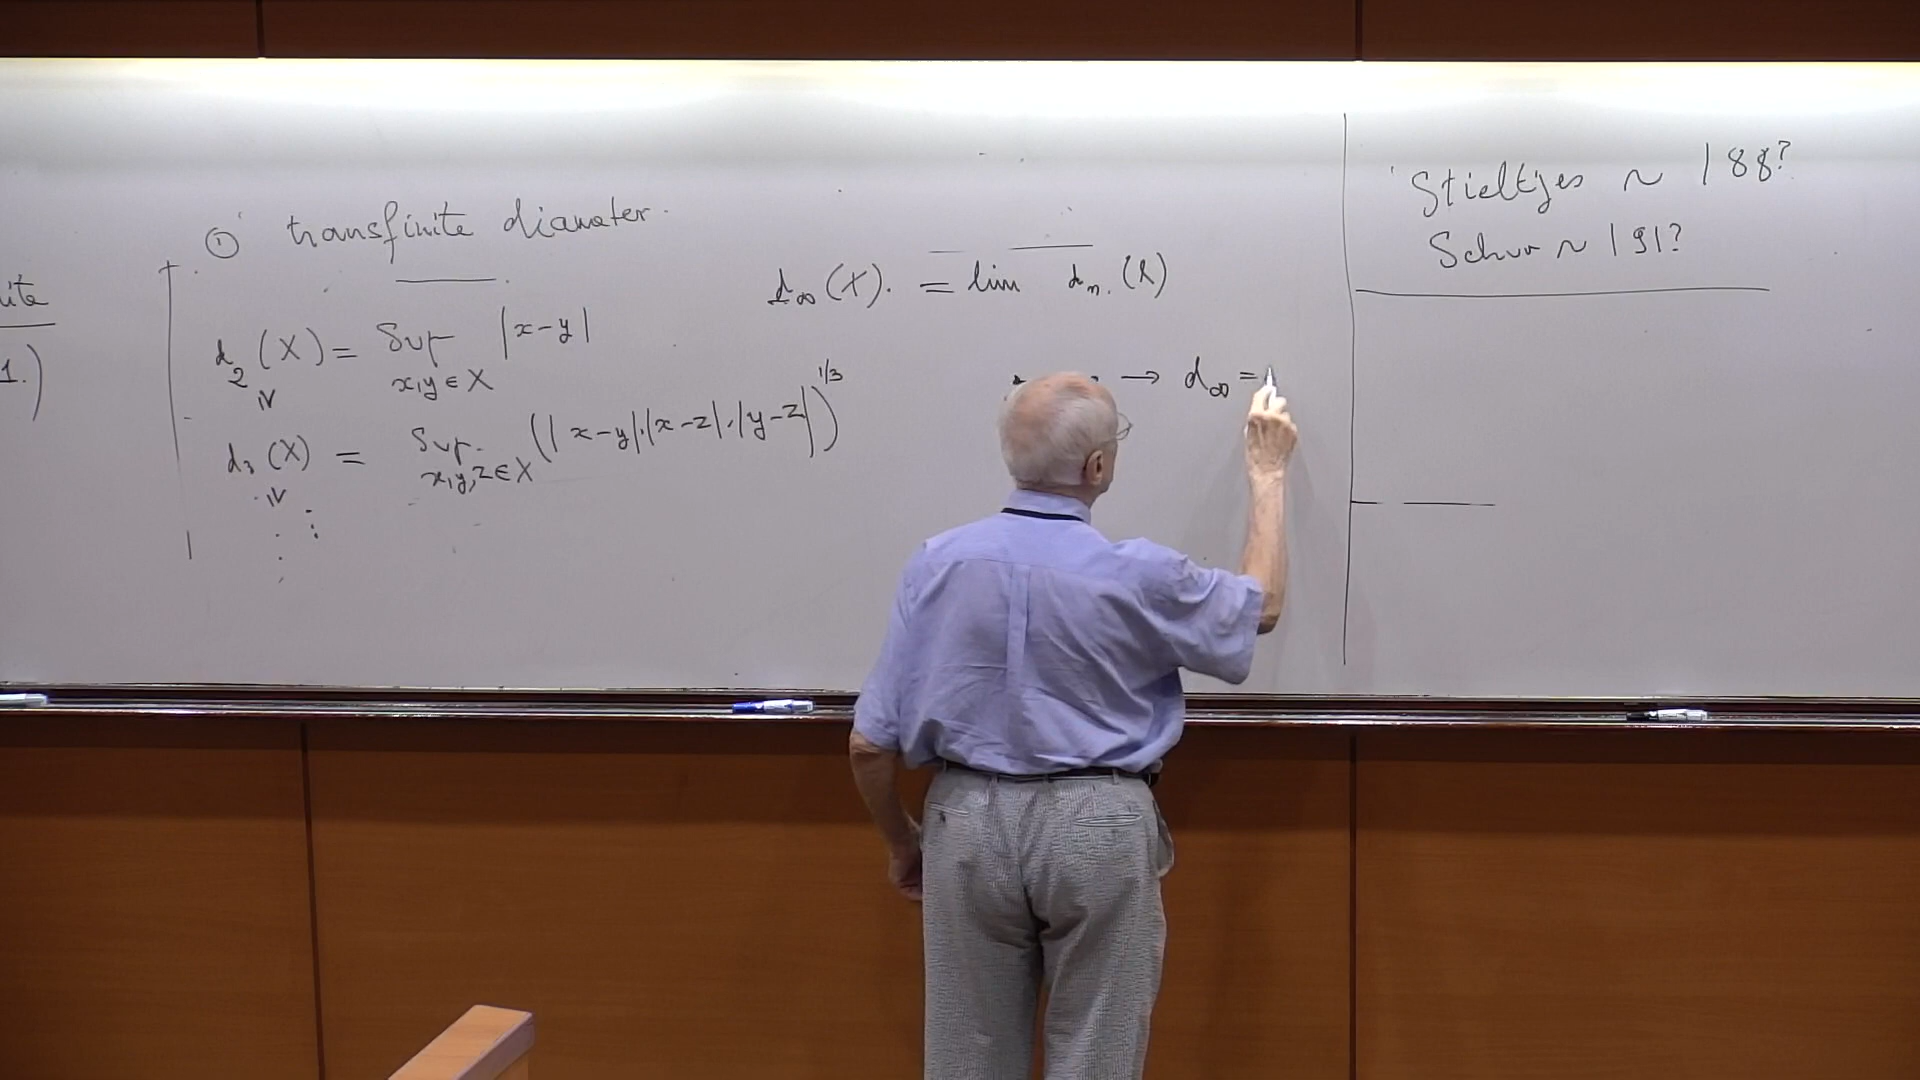 ite
1.)
① transfinite diameter.
d₂(X) = Sup |x-y|
x,y ∈ X
IV
d₃(X) = Sup. (|x-y|.|x-z|.|y-z|)^{1/3}
x,y,z ∈ X
IV
⋮
d∞(X). = lim dₙ.(X)
→ d∞ =
Stieltjes ~ 188?
Schur ~ 191?